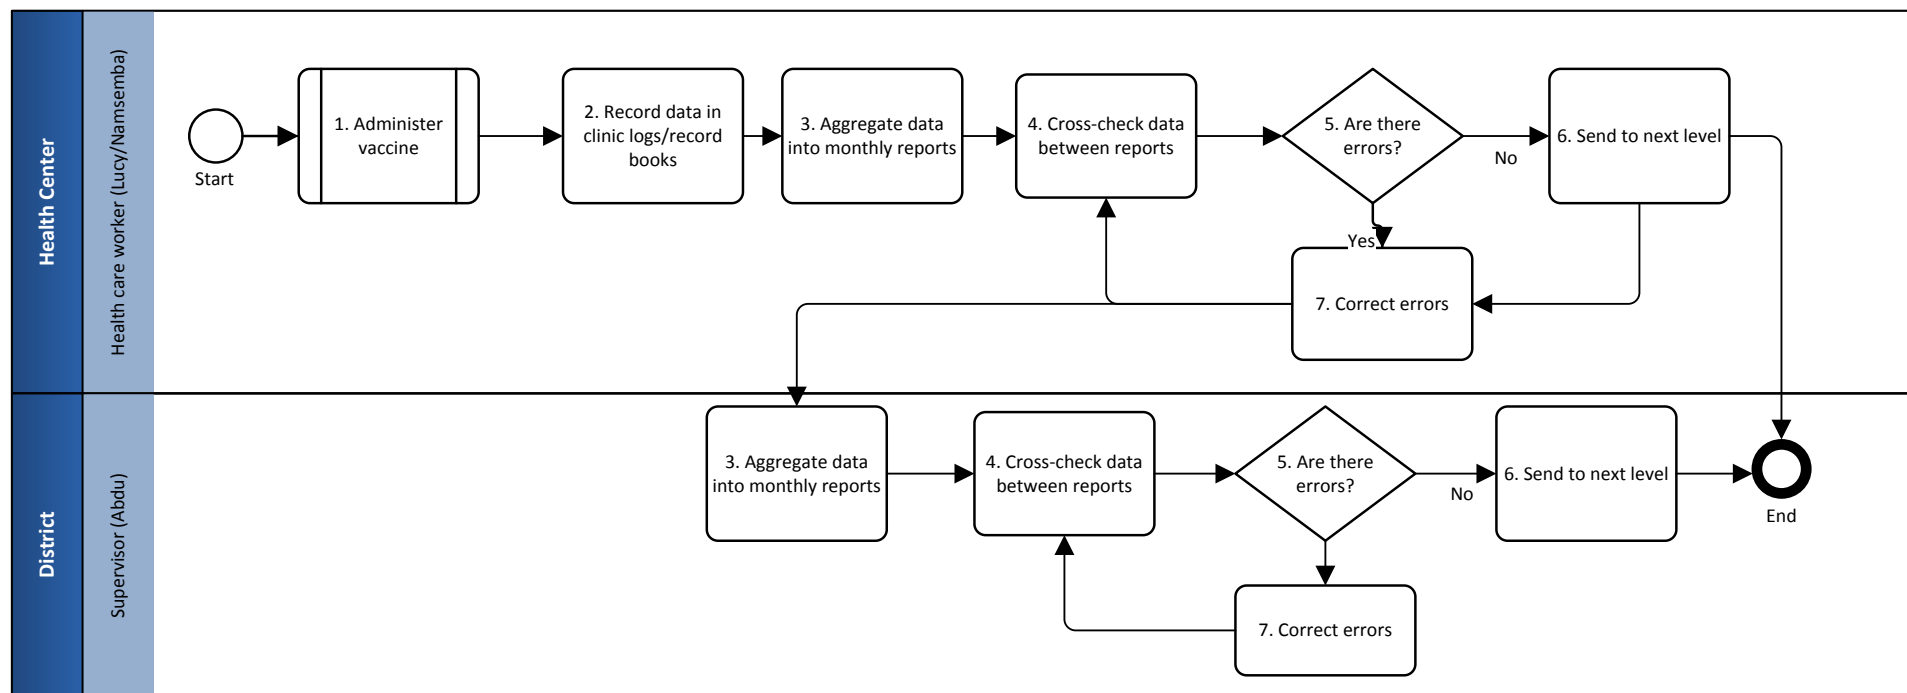 Health Center
Health care worker (Lucy/Namsemba)
Start
1. Administer
vaccine
2. Record data in
clinic logs/record
books
3. Aggregate data
into monthly reports
4. Cross-check data
between reports
5. Are there
errors?
No
6. Send to next level
Yes
7. Correct errors
District
Supervisor (Abdu)
3. Aggregate data
into monthly reports
4. Cross-check data
between reports
5. Are there
errors?
No
6. Send to next level
End
7. Correct errors